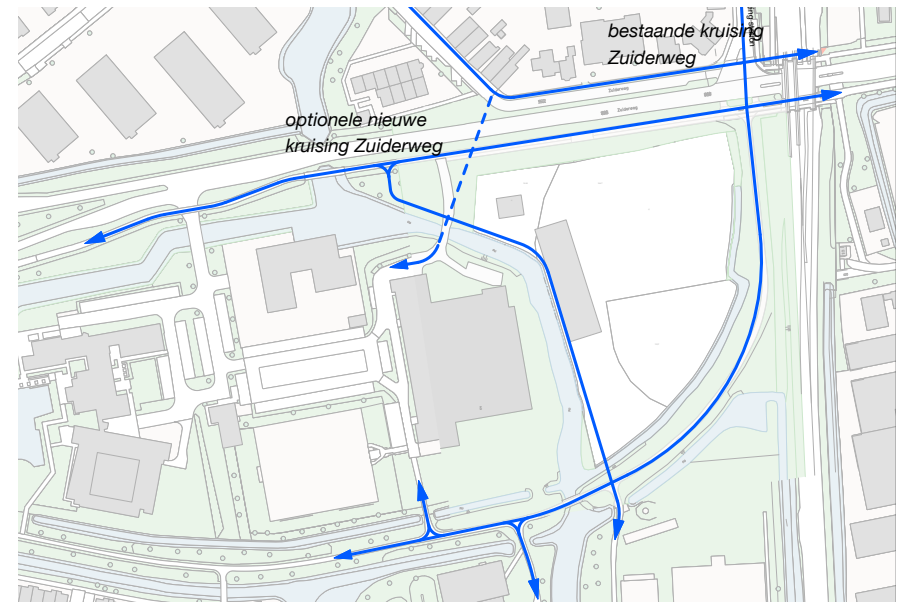 bestaande kruising
Zuiderweg
optionele nieuwe
kruising Zuiderweg
Zuiderweg
Zuiderweg